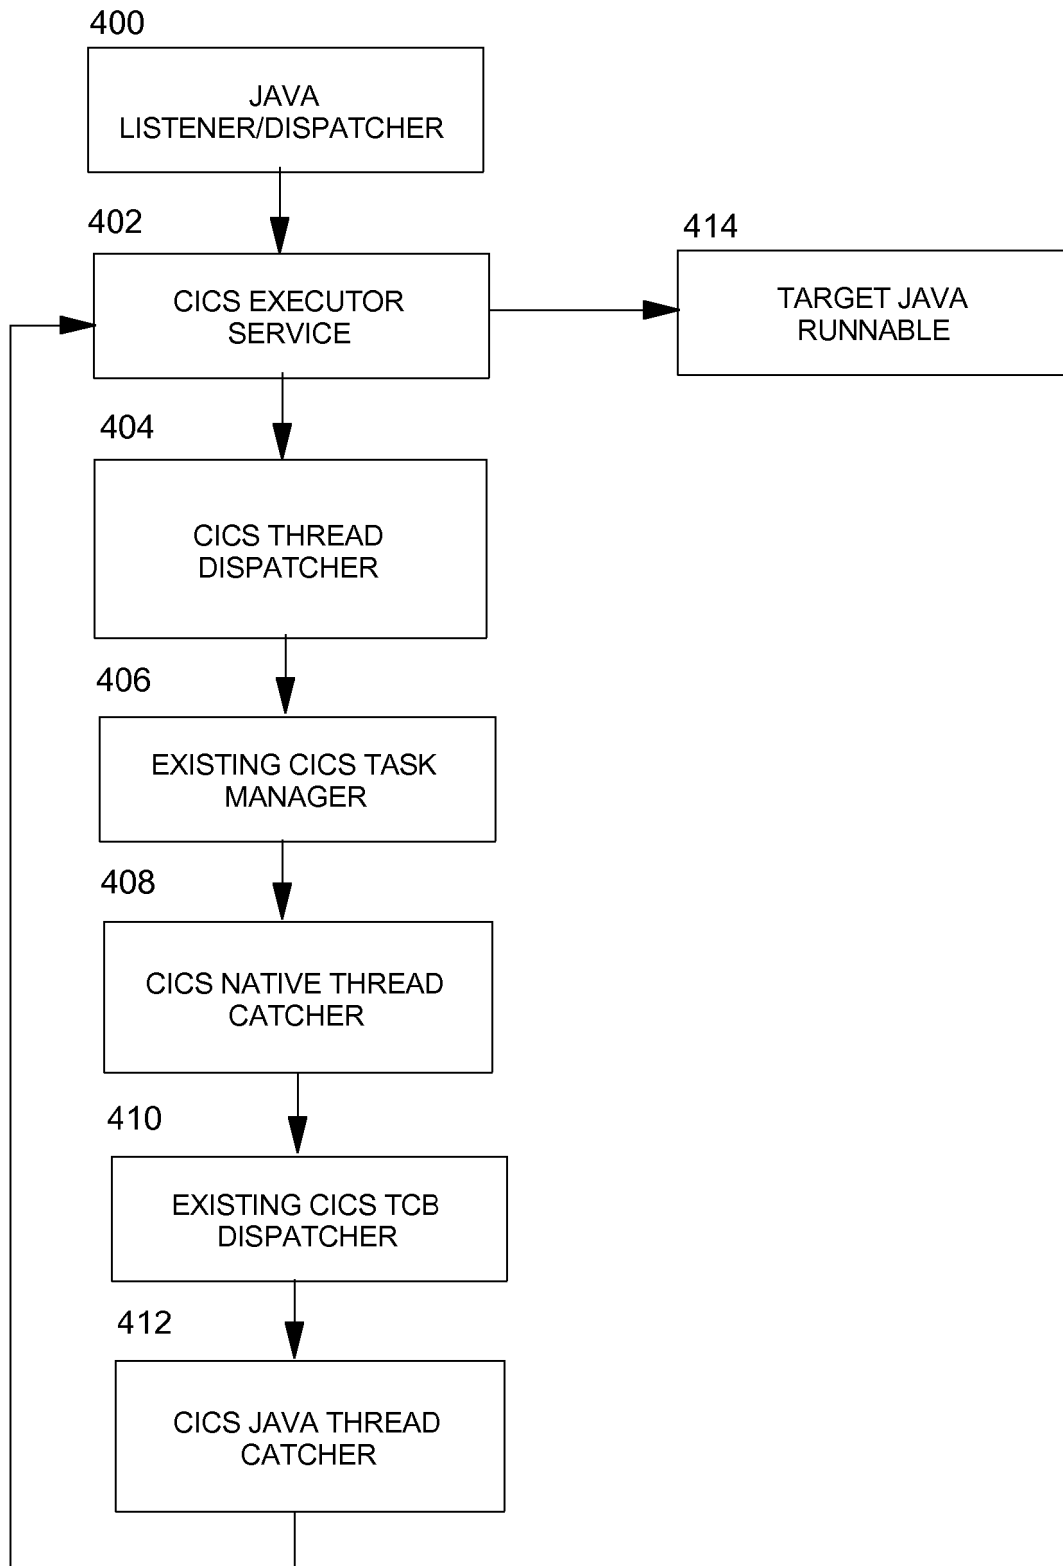 400
JAVA
LISTENER/DISPATCHER
402
CICS EXECUTOR
SERVICE
414
TARGET JAVA
RUNNABLE
404
CICS THREAD
DISPATCHER
406
EXISTING CICS TASK
MANAGER
408
CICS NATIVE THREAD
CATCHER
410
EXISTING CICS TCB
DISPATCHER
412
CICS JAVA THREAD
CATCHER